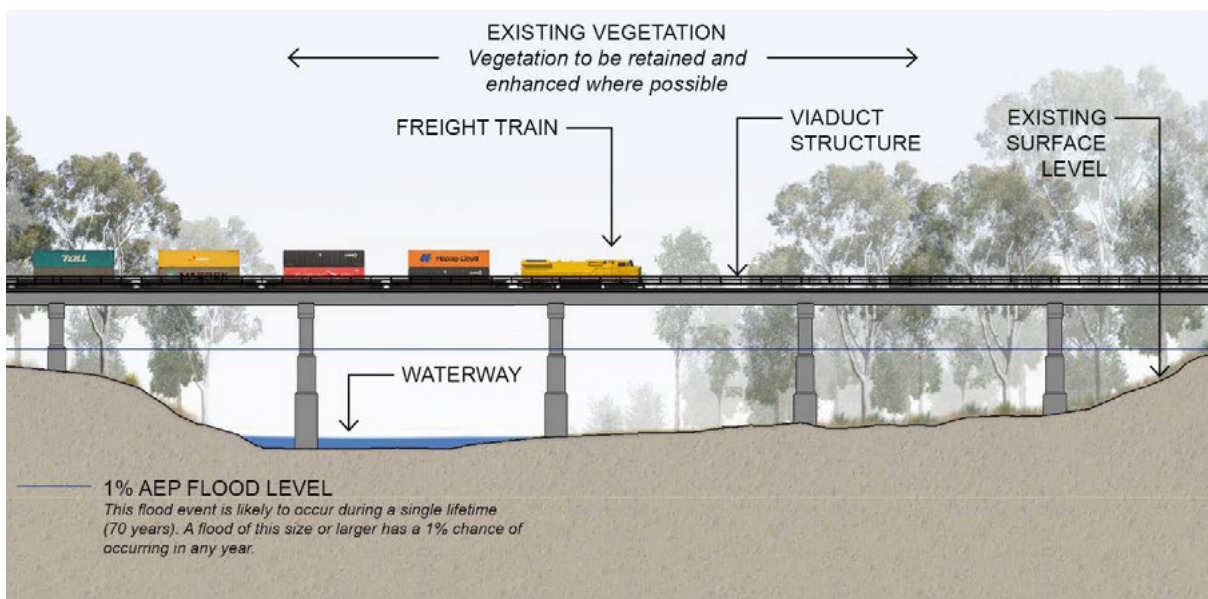 EXISTING VEGETATION
Vegetation to be retained and
enhanced where possible
FREIGHT TRAIN
VIADUCT
STRUCTURE
EXISTING
SURFACE
LEVEL
TOLL
Hapag-Lloyd
WATERWAY
1% AEP FLOOD LEVEL
This flood event is likely to occur during a single lifetime
(70 years). A flood of this size or larger has a 1% chance of
occurring in any year.